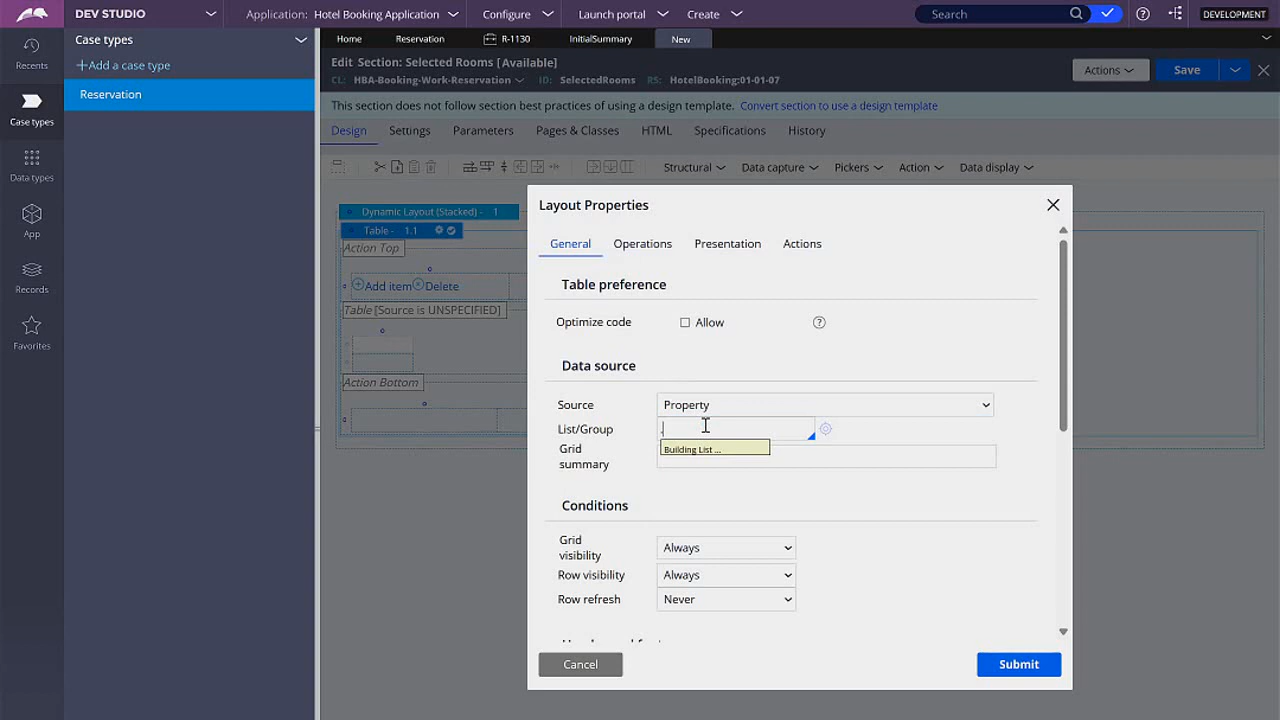 DEV STUDIO
Application: Hotel Booking Application
Configure
Launch portal
Create
Search
DEVELOPMENT
Recents
Case types
Data types
App
Records
Favorites
Case types
+Add a case type
Reservation
Home
Reservation
R-1130
InitialSummary
New
Edit Section: Selected Rooms [Available]
CL: HBA-Booking-Work-Reservation
ID: SelectedRooms
RS: HotelBooking:01-01-07
Actions
Save
This section does not follow section best practices of using a design template. Convert section to use a design template
Design
Settings
Parameters
Pages & Classes
HTML
Specifications
History
Structural
Data capture
Pickers
Action
Data display
Dynamic Layout (Stacked) - 1
Table - 1.1
Action Top
Add item
Delete
Table [Source is UNSPECIFIED]
Action Bottom
Layout Properties
General
Operations
Presentation
Actions
Table preference
Optimize code
Allow
Data source
Source
Property
List/Group
.
Building List ...
Grid
summary
Conditions
Grid
visibility
Always
Row visibility
Always
Row refresh
Never
Cancel
Submit